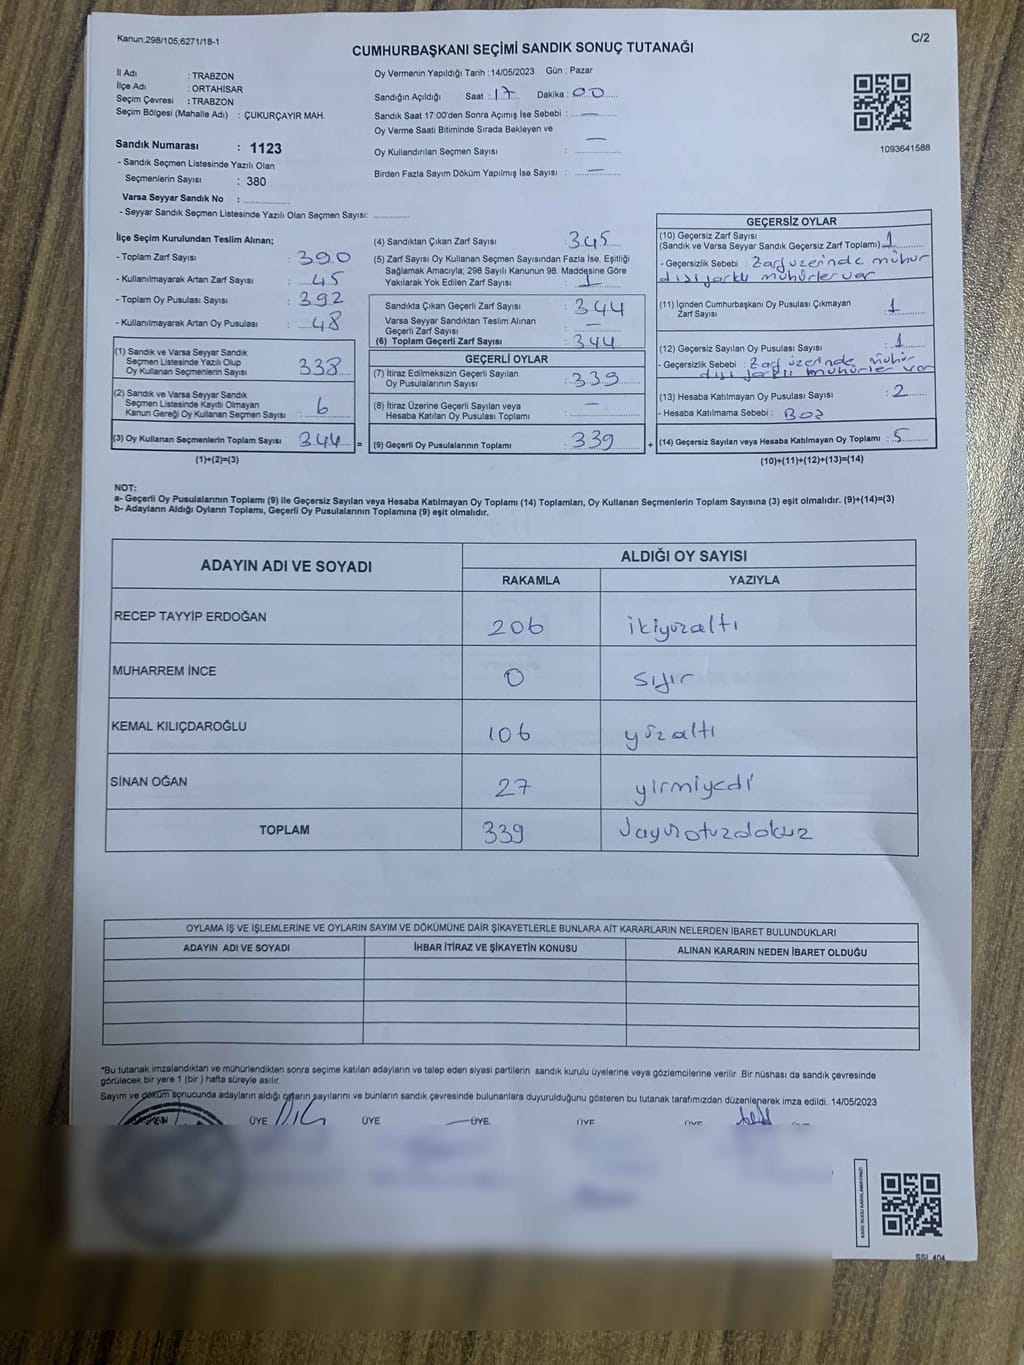 Kanun;298/105;6271/18-1
C/2
CUMHURBAŞKANI SEÇİMİ SANDIK SONUÇ TUTANAĞI
İl Adı : TRABZON
İlçe Adı : ORTAHİSAR
Seçim Çevresi : TRABZON
Seçim Bölgesi (Mahalle Adı) : ÇUKURÇAYIR MAH.
Sandık Numarası : 1123
- Sandık Seçmen Listesinde Yazılı Olan
Seçmenlerin Sayısı : 380
Varsa Seyyar Sandık No :
- Seyyar Sandık Seçmen Listesinde Yazılı Olan Seçmen Sayısı:
Oy Vermenin Yapıldığı Tarih : 14/05/2023 Gün : Pazar
Sandığın Açıldığı Saat : 17 Dakika : 00
Sandık Saat 17:00'den Sonra Açımış İse Sebebi : —
Oy Verme Saati Bitiminde Sırada Bekleyen ve
Oy Kullandırılan Seçmen Sayısı : —
Birden Fazla Sayım Döküm Yapılmış İse Sayısı : —
1093641588
İlçe Seçim Kurulundan Teslim Alınan;
- Toplam Zarf Sayısı : 390
- Kullanılmayarak Artan Zarf Sayısı : 45
- Toplam Oy Pusulası Sayısı : 392
- Kullanılmayarak Artan Oy Pusulası : 48
(1) Sandık ve Varsa Seyyar Sandık
Seçmen Listesinde Yazılı Olup
Oy Kullanan Seçmenlerin Sayısı 338
(2) Sandık ve Varsa Seyyar Sandık
Seçmen Listesinde Kayıtlı Olmayan
Kanun Gereği Oy Kullanan Seçmen Sayısı : 6
(3) Oy Kullanan Seçmenlerin Toplam Sayısı 344 =
(1)+(2)=(3)
(4) Sandıktan Çıkan Zarf Sayısı : 345
(5) Zarf Sayısı Oy Kullanan Seçmen Sayısından Fazla İse, Eşitliği
Sağlamak Amacıyla; 298 Sayılı Kanunun 98. Maddesine Göre
Yakılarak Yok Edilen Zarf Sayısı : 1
Sandıkta Çıkan Geçerli Zarf Sayısı : 344
Varsa Seyyar Sandıktan Teslim Alınan
Geçerli Zarf Sayısı : —
(6) Toplam Geçerli Zarf Sayısı : 344
GEÇERLİ OYLAR
(7) İtiraz Edilmeksizin Geçerli Sayılan
Oy Pusulalarının Sayısı : 339
(8) İtiraz Üzerine Geçerli Sayılan veya
Hesaba Katılan Oy Pusulası Toplamı : —
(9) Geçerli Oy Pusulalarının Toplamı : 339 +
GEÇERSİZ OYLAR
(10) Geçersiz Zarf Sayısı
(Sandık ve Varsa Seyyar Sandık Geçersiz Zarf Toplamı) : 1
- Geçersizlik Sebebi : Zarf üzerinde mühür
dışı farklı mühürler var
(11) İçinden Cumhurbaşkanı Oy Pusulası Çıkmayan
Zarf Sayısı : 1
(12) Geçersiz Sayılan Oy Pusulası Sayısı : 1
- Geçersizlik Sebebi : Zarf üzerinde mühür
dışı farklı mühürler var
(13) Hesaba Katılmayan Oy Pusulası Sayısı : 2
- Hesaba Katılmama Sebebi : Boş
(14) Geçersiz Sayılan veya Hesaba Katılmayan Oy Toplamı : 5
(10)+(11)+(12)+(13)=(14)
NOT:
a- Geçerli Oy Pusulalarının Toplamı (9) ile Geçersiz Sayılan veya Hesaba Katılmayan Oy Toplamı (14) Toplamları, Oy Kullanan Seçmenlerin Toplam Sayısına (3) eşit olmalıdır. (9)+(14)=(3)
b- Adayların Aldığı Oyların Toplamı, Geçerli Oy Pusulalarının Toplamına (9) eşit olmalıdır.
ADAYIN ADI VE SOYADI ALDIĞI OY SAYISI
RAKAMLA YAZIYLA
RECEP TAYYİP ERDOĞAN 206 ikiyüzaltı
MUHARREM İNCE 0 sıfır
KEMAL KILIÇDAROĞLU 106 yüzaltı
SİNAN OĞAN 27 yirmiyedi
TOPLAM 339 üçyüzotuzdokuz
OYLAMA İŞ VE İŞLEMLERİNE VE OYLARIN SAYIM VE DÖKÜMÜNE DAİR ŞİKAYETLERLE BUNLARA AİT KARARLARIN NELERDEN İBARET BULUNDUKLARI
ADAYIN ADI VE SOYADI İHBAR İTİRAZ VE ŞİKAYETİN KONUSU ALINAN KARARIN NEDEN İBARET OLDUĞU
*Bu tutanak imzalandıktan ve mühürlendikten sonra seçime katılan adayların ve talep eden siyasi partilerin sandık kurulu üyelerine veya gözlemcilerine verilir .Bir nüshası da sandık çevresinde
görülecek bir yere 1 (bir ) hafta süreyle asılır.
Sayım ve döküm sonucunda adayların aldığı oyların sayılarını ve bunların sandık çevresinde bulunanlara duyurulduğunu gösteren bu tutanak tarafımızdan düzenlenerek imza edildi. 14/05/2023
ÜYE ÜYE ÜYE ÜYE ÜYE